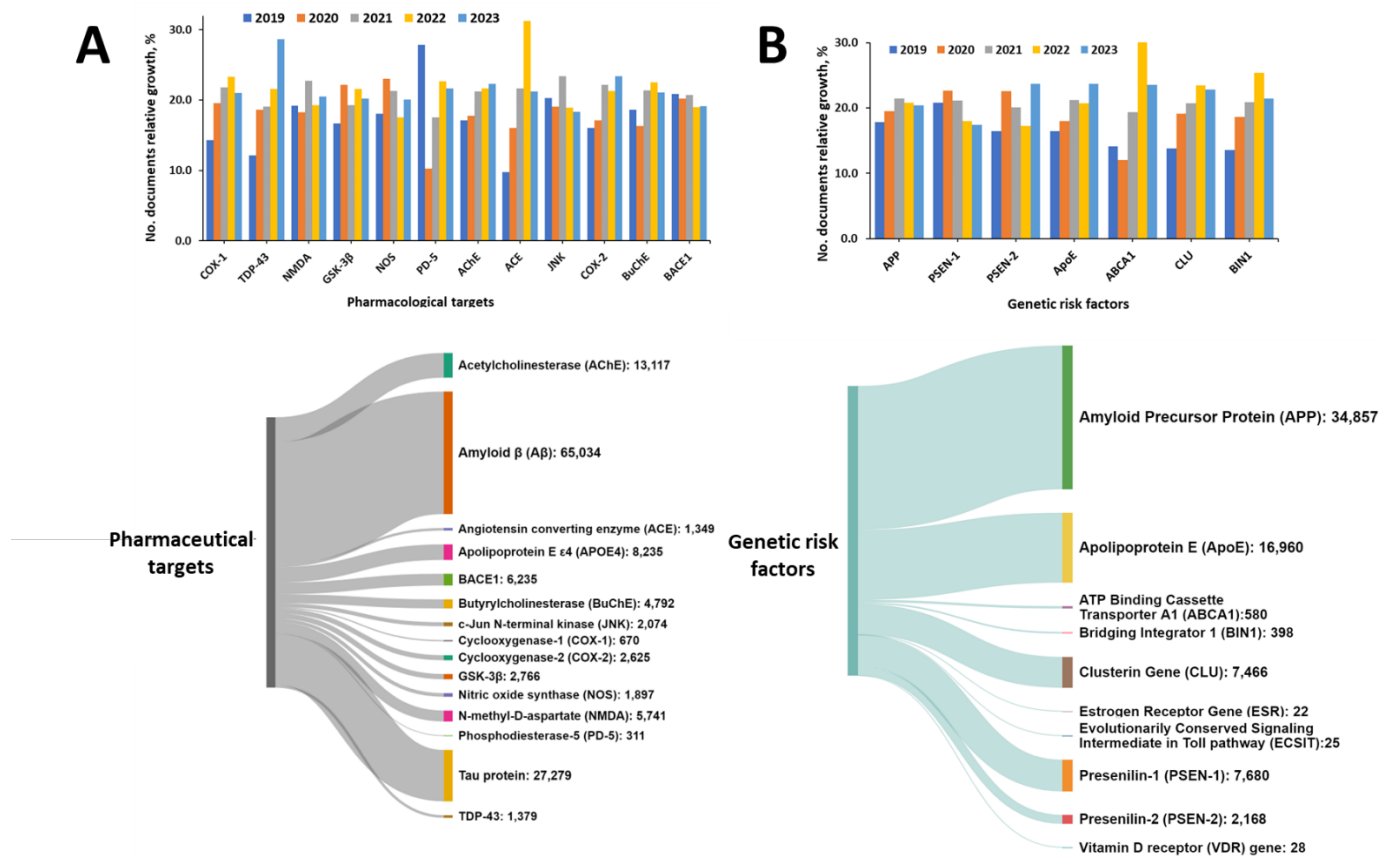 A
No. documents relative growth, %
2019 2020 2021 2022 2023
30.0
20.0
10.0
0.0
COX-1 TDP-43 NMDA GSK-3β NOS PD-5 AChE ACE JNK COX-2 BuChE BACE1
Pharmacological targets
B
No. documents relative growth, %
2019 2020 2021 2022 2023
30.0
20.0
10.0
0.0
APP PSEN-1 PSEN-2 ApoE ABCA1 CLU BIN1
Genetic risk factors
Pharmaceutical
targets
Acetylcholinesterase (AChE): 13,117
Amyloid β (Aβ): 65,034
Angiotensin converting enzyme (ACE): 1,349
Apolipoprotein E ε4 (APOE4): 8,235
BACE1: 6,235
Butyrylcholinesterase (BuChE): 4,792
c-Jun N-terminal kinase (JNK): 2,074
Cyclooxygenase-1 (COX-1): 670
Cyclooxygenase-2 (COX-2): 2,625
GSK-3β: 2,766
Nitric oxide synthase (NOS): 1,897
N-methyl-D-aspartate (NMDA): 5,741
Phosphodiesterase-5 (PD-5): 311
Tau protein: 27,279
TDP-43: 1,379
Genetic risk
factors
Amyloid Precursor Protein (APP): 34,857
Apolipoprotein E (ApoE): 16,960
ATP Binding Cassette
Transporter A1 (ABCA1):580
Bridging Integrator 1 (BIN1): 398
Clusterin Gene (CLU): 7,466
Estrogen Receptor Gene (ESR): 22
Evolutionarily Conserved Signaling
Intermediate in Toll pathway (ECSIT):25
Presenilin-1 (PSEN-1): 7,680
Presenilin-2 (PSEN-2): 2,168
Vitamin D receptor (VDR) gene: 28